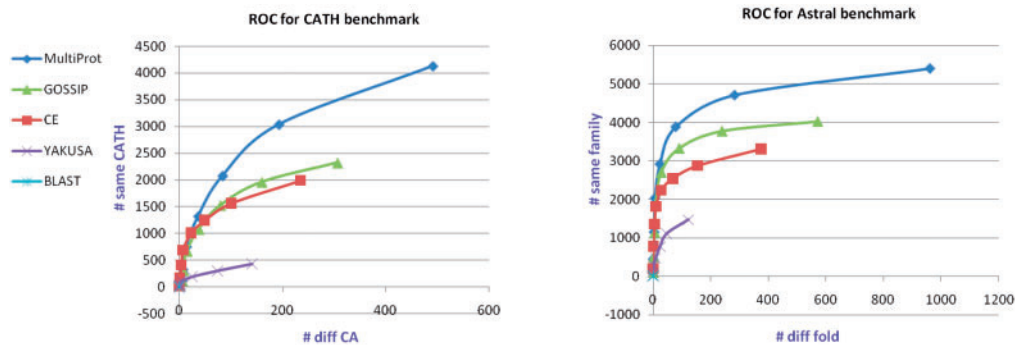 ROC for CATH benchmark
MultiProt
GOSSIP
CE
YAKUSA
BLAST
# same CATH
4500
4000
3500
3000
2500
2000
1500
1000
500
0
-500
0
200
400
600
# diff CA
ROC for Astral benchmark
# same family
6000
5000
4000
3000
2000
1000
0
-1000
0
200
400
600
800
1000
1200
# diff fold